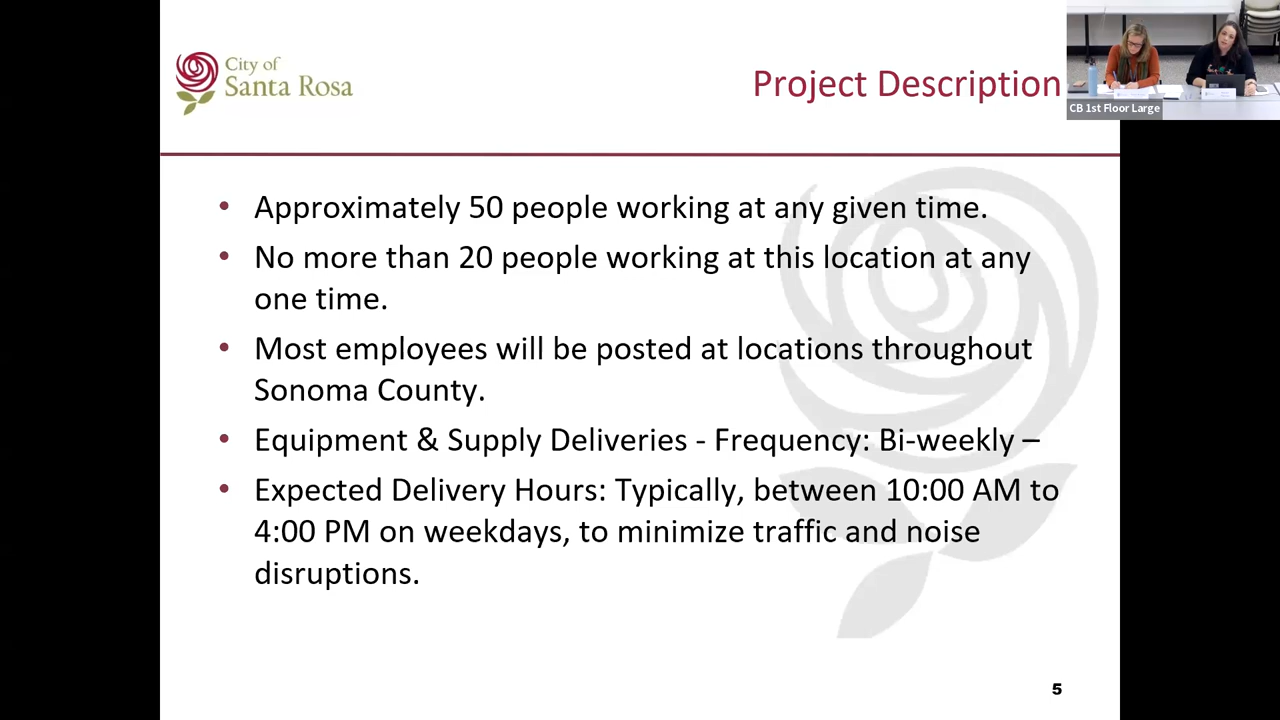 City of
Santa Rosa
Project Description
CB 1st Floor Large
• Approximately 50 people working at any given time.
• No more than 20 people working at this location at any
one time.
• Most employees will be posted at locations throughout
Sonoma County.
• Equipment & Supply Deliveries - Frequency: Bi-weekly –
• Expected Delivery Hours: Typically, between 10:00 AM to
4:00 PM on weekdays, to minimize traffic and noise
disruptions.
5